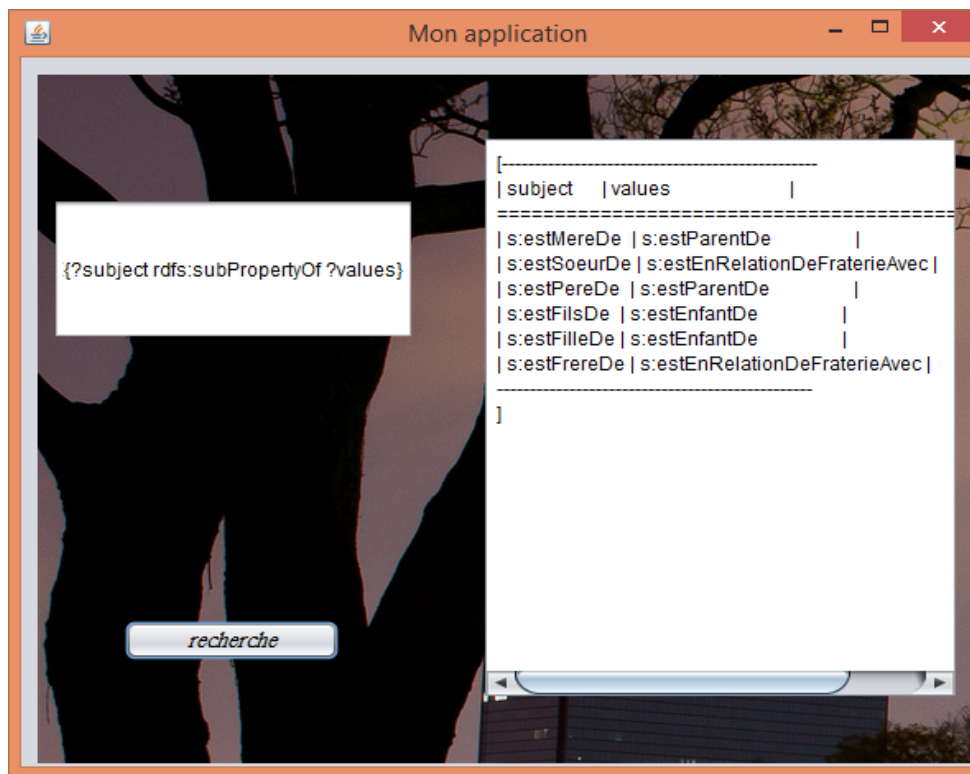 Mon application
{?subject rdfs:subPropertyOf ?values}
recherche
[------------------------------------------------
| subject | values |
=========================================
| s:estMereDe | s:estParentDe |
| s:estSoeurDe | s:estEnRelationDeFraterieAvec |
| s:estPereDe | s:estParentDe |
| s:estFilsDe | s:estEnfantDe |
| s:estFilleDe | s:estEnfantDe |
| s:estFrereDe | s:estEnRelationDeFraterieAvec |
------------------------------------------------
]